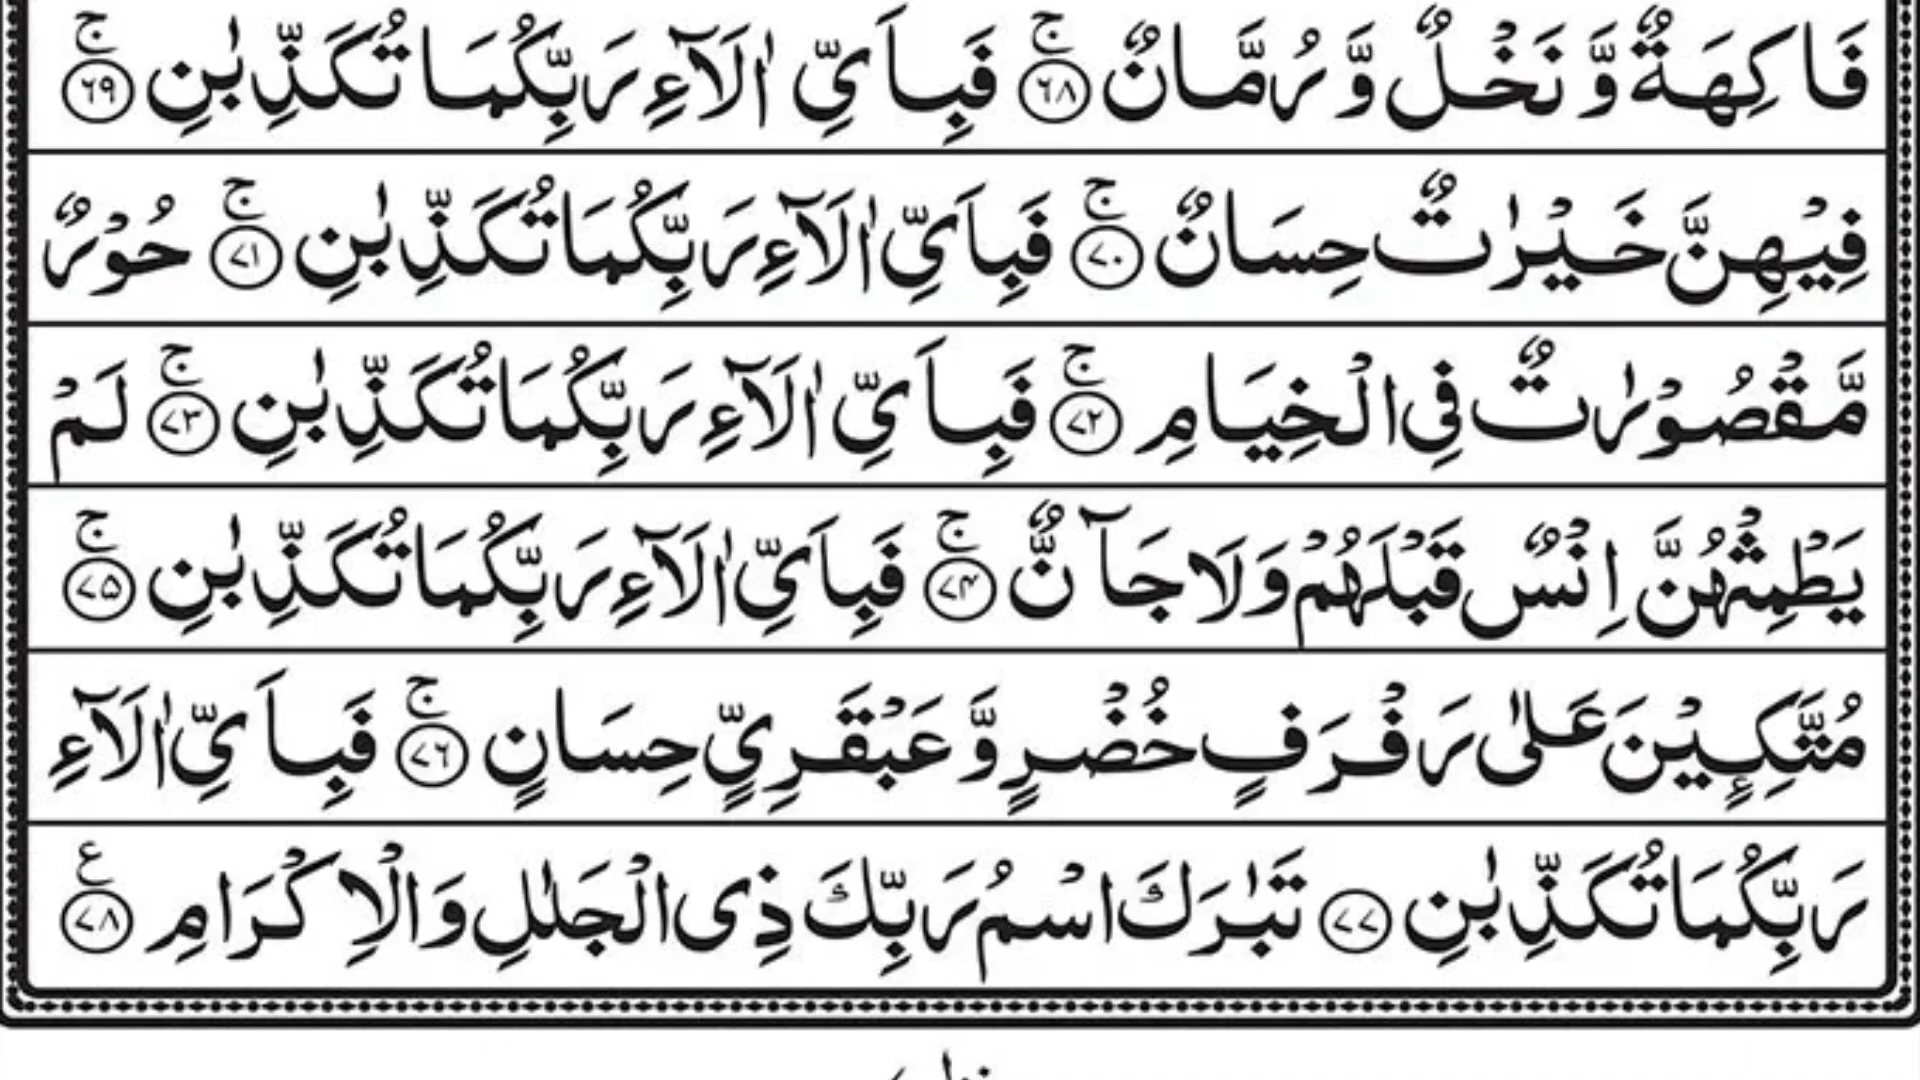 فَاكِهَةٌ وَّ نَخْلٌ وَّ رُمَّانٌ ۚ ﴿٦٨﴾ فَبِاَيِّ اٰلَآءِ رَبِّكُمَا تُكَذِّبٰنِ ۚ ﴿٦٩﴾
فِيْهِنَّ خَيْرٰتٌ حِسَانٌ ۚ ﴿٧٠﴾ فَبِاَيِّ اٰلَآءِ رَبِّكُمَا تُكَذِّبٰنِ ۚ ﴿٧١﴾ حُوْرٌ
مَّقْصُوْرٰتٌ فِى الْخِيَامِ ۚ ﴿٧٢﴾ فَبِاَيِّ اٰلَآءِ رَبِّكُمَا تُكَذِّبٰنِ ۚ ﴿٧٣﴾ لَمْ
يَطْمِثْهُنَّ اِنْسٌ قَبْلَهُمْ وَلَا جَآنٌّ ۚ ﴿٧٤﴾ فَبِاَيِّ اٰلَآءِ رَبِّكُمَا تُكَذِّبٰنِ ۚ ﴿٧٥﴾
مُتَّكِـِٕيْنَ عَلٰى رَفْرَفٍ خُضْرٍ وَّ عَبْقَرِيٍّ حِسَانٍ ۚ ﴿٧٦﴾ فَبِاَيِّ اٰلَآءِ
رَبِّكُمَا تُكَذِّبٰنِ ﴿٧٧﴾ تَبٰرَكَ اسْمُ رَبِّكَ ذِى الْجَلٰلِ وَالْاِكْرَامِ ع ﴿٧٨﴾